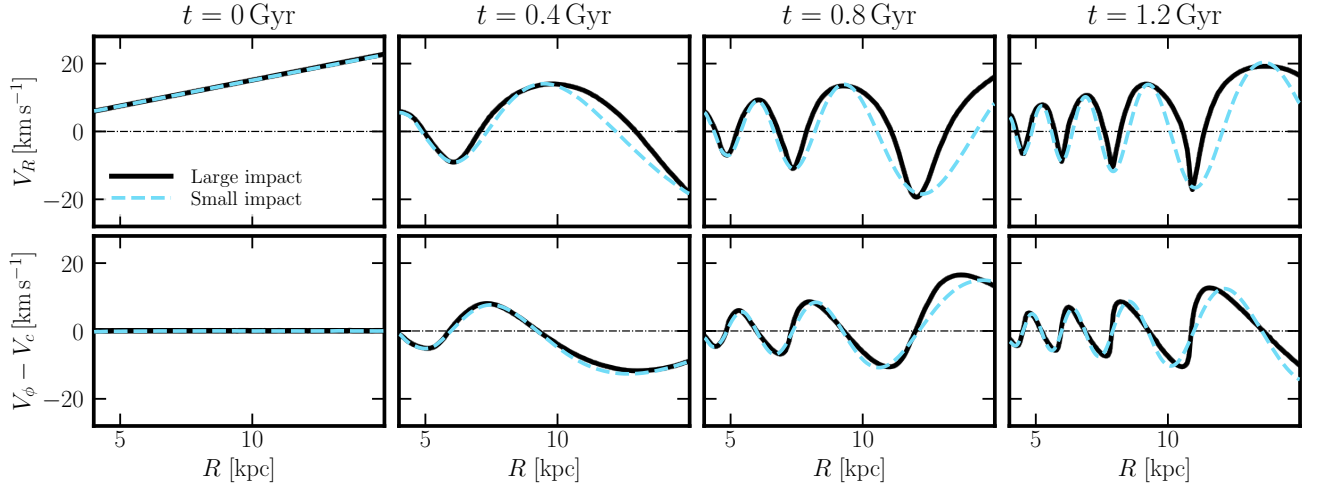 t = 0 Gyr
t = 0.4 Gyr
t = 0.8 Gyr
t = 1.2 Gyr
V_R [km s⁻¹]
20
0
−20
Large impact
Small impact
V_ϕ − V_c [km s⁻¹]
20
0
−20
5 10
5 10
5 10
5 10
R [kpc]
R [kpc]
R [kpc]
R [kpc]